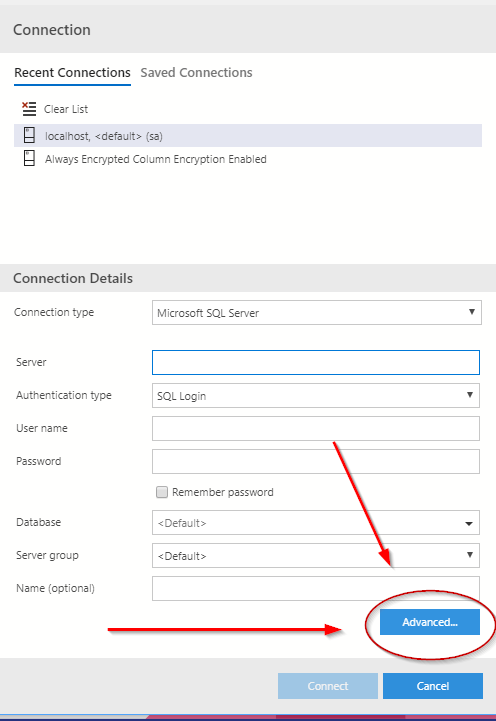 Connection
Recent Connections Saved Connections
Clear List
localhost, <default> (sa)
Always Encrypted Column Encryption Enabled
Connection Details
Connection type Microsoft SQL Server
Server
Authentication type SQL Login
User name
Password
Remember password
Database <Default>
Server group <Default>
Name (optional)
Advanced...
Connect Cancel